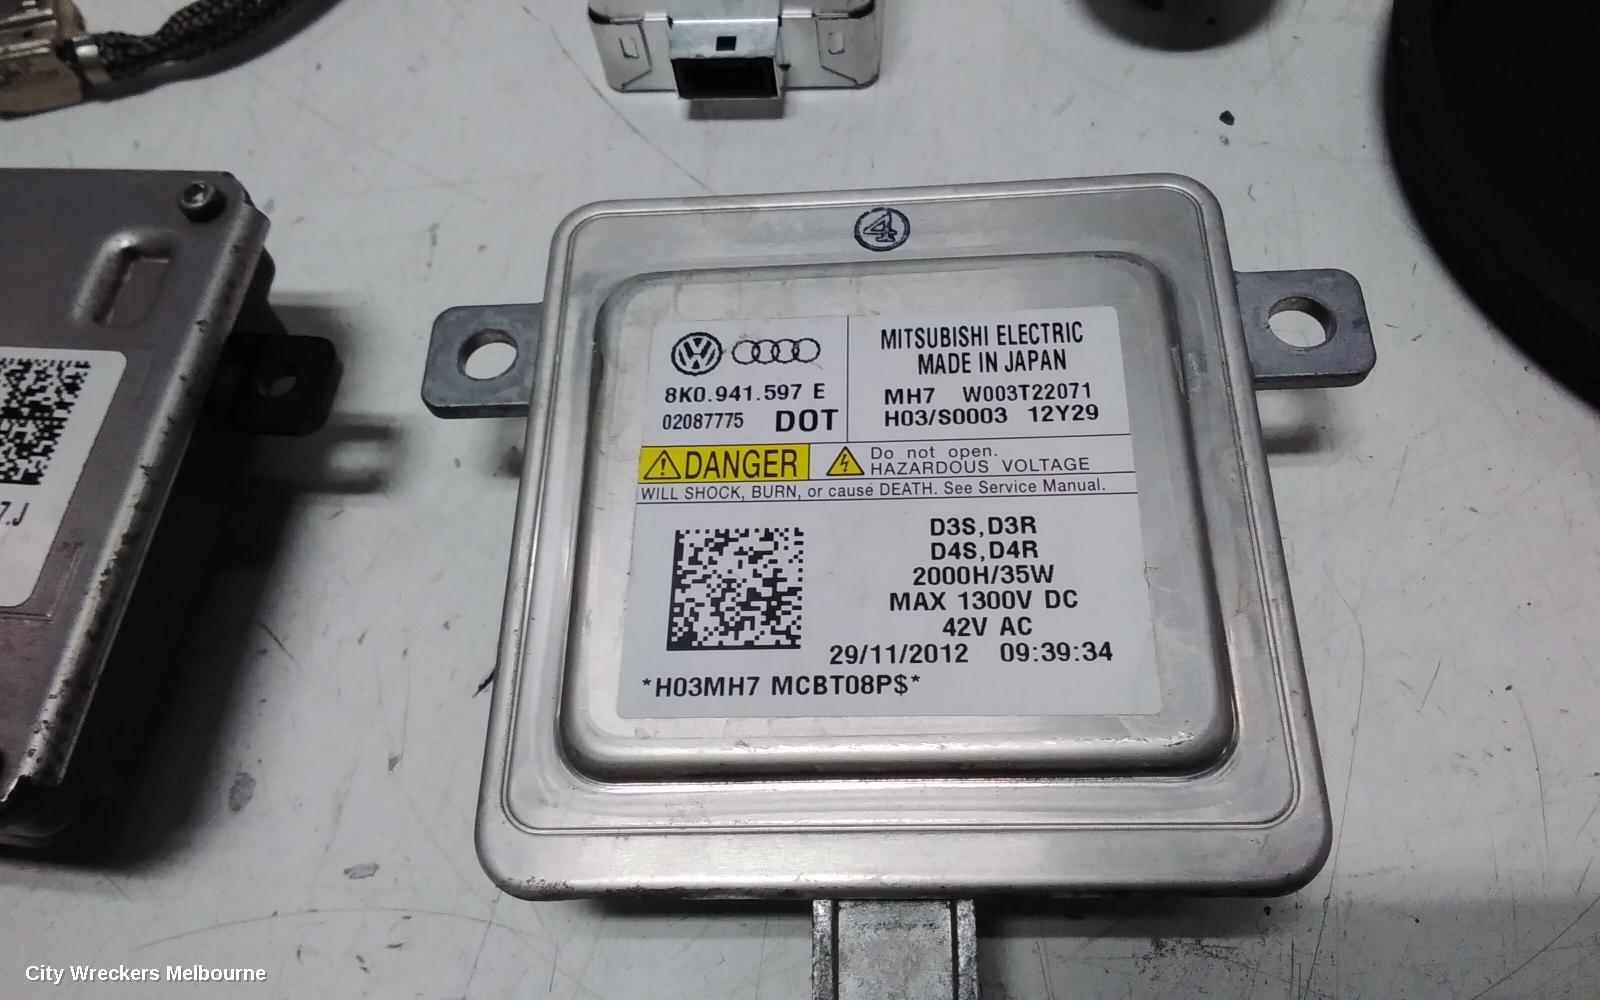 4
8K0.941.597 E
02087775 DOT
MITSUBISHI ELECTRIC
MADE IN JAPAN
MH7 W003T22071
H03/S0003 12Y29
DANGER
Do not open.
HAZARDOUS VOLTAGE
WILL SHOCK, BURN, or cause DEATH. See Service Manual.
D3S,D3R
D4S,D4R
2000H/35W
MAX 1300V DC
42V AC
29/11/2012 09:39:34
*H03MH7 MCBT08P$*
7.J
City Wreckers Melbourne